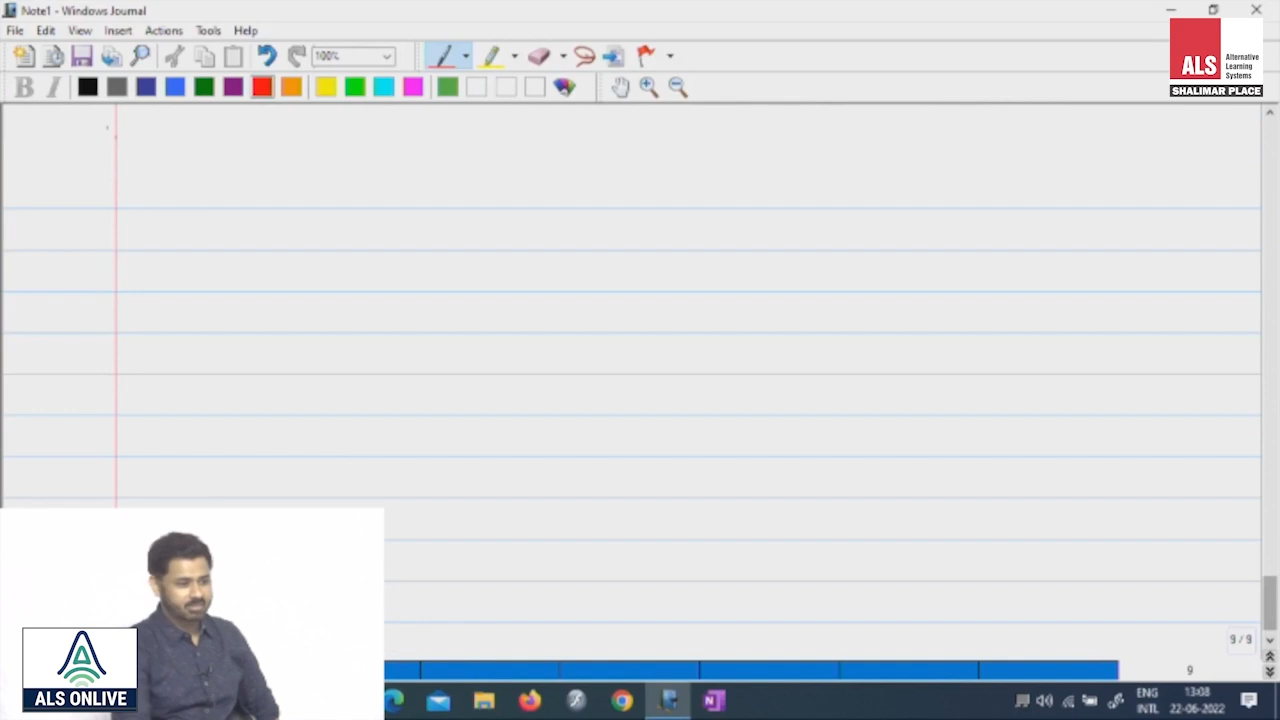 Note1 - Windows Journal
File Edit View Insert Actions Tools Help
100%
B I
ALS
Alternative
Learning
Systems
SHALIMAR PLACE
9 / 9
9
ALS ONLIVE
ENG
INTL
13:08
22-06-2022